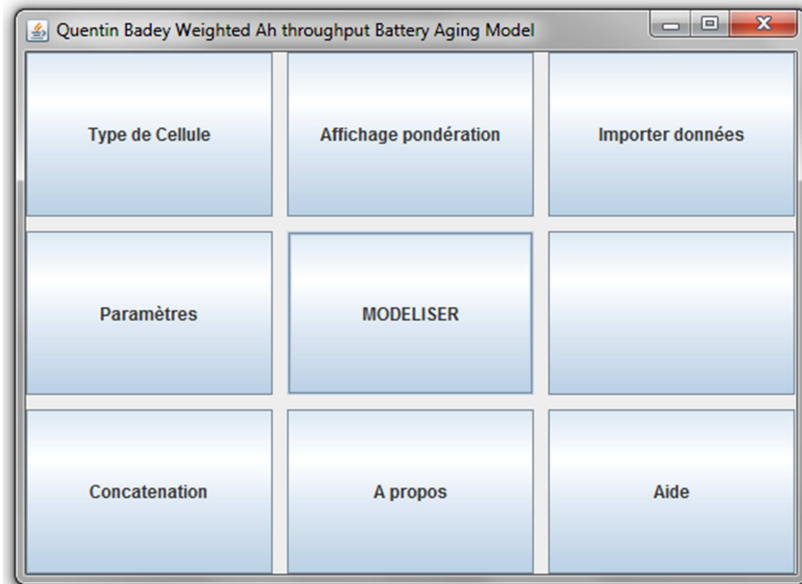 Quentin Badey Weighted Ah throughput Battery Aging Model
Type de Cellule
Affichage pondération
Importer données
Paramètres
MODELISER
Concatenation
A propos
Aide